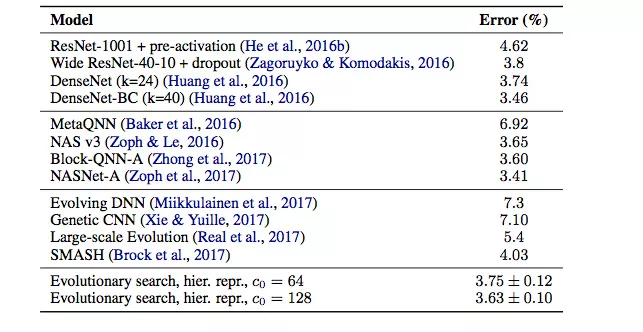 Model Error (%)
ResNet-1001 + pre-activation (He et al., 2016b) 4.62
Wide ResNet-40-10 + dropout (Zagoruyko & Komodakis, 2016) 3.8
DenseNet (k=24) (Huang et al., 2016) 3.74
DenseNet-BC (k=40) (Huang et al., 2016) 3.46
MetaQNN (Baker et al., 2016) 6.92
NAS v3 (Zoph & Le, 2016) 3.65
Block-QNN-A (Zhong et al., 2017) 3.60
NASNet-A (Zoph et al., 2017) 3.41
Evolving DNN (Miikkulainen et al., 2017) 7.3
Genetic CNN (Xie & Yuille, 2017) 7.10
Large-scale Evolution (Real et al., 2017) 5.4
SMASH (Brock et al., 2017) 4.03
Evolutionary search, hier. repr., c₀ = 64 3.75 ± 0.12
Evolutionary search, hier. repr., c₀ = 128 3.63 ± 0.10